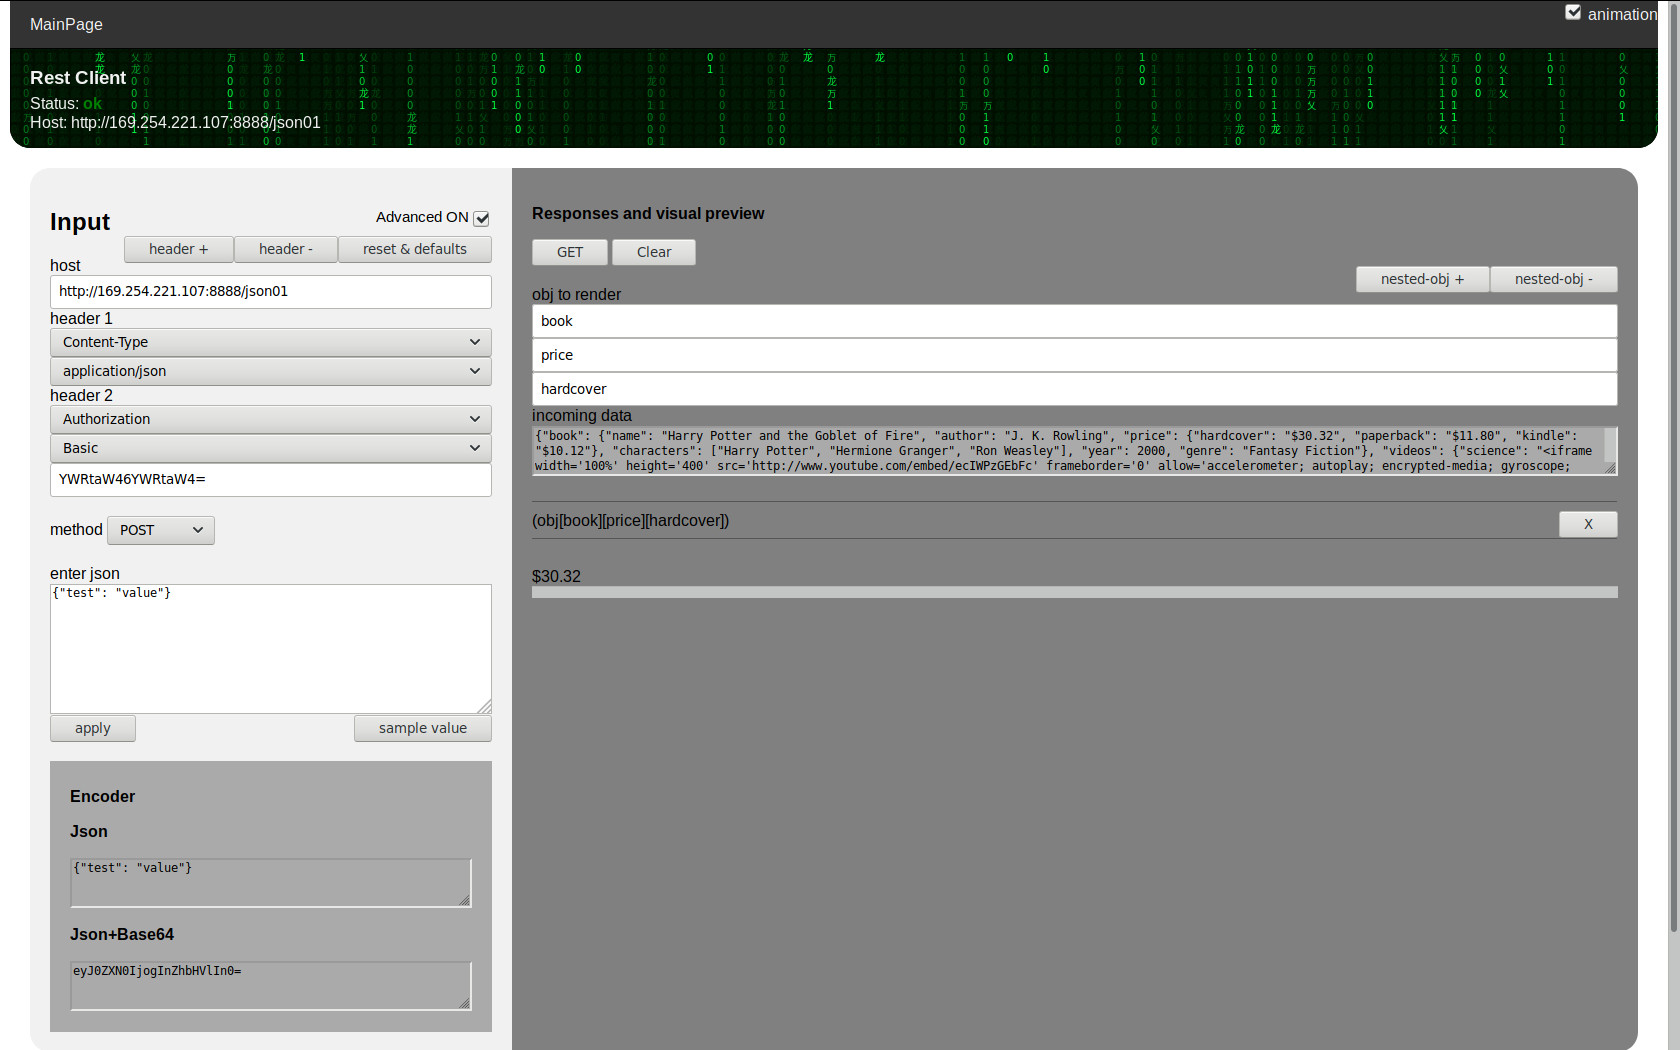 MainPage
animation
Rest Client
Status: ok
Host: http://169.254.221.107:8888/json01
Input
Advanced ON
header +
header -
reset & defaults
host
http://169.254.221.107:8888/json01
header 1
Content-Type
application/json
header 2
Authorization
Basic
YWRtaW46YWRtaW4=
method POST
enter json
{"test": "value"}
apply
sample value
Encoder
Json
{"test": "value"}
Json+Base64
eyJ0ZXN0IjogInZhbHVlIn0=
Responses and visual preview
GET
Clear
nested-obj +
nested-obj -
obj to render
book
price
hardcover
incoming data
{"book": {"name": "Harry Potter and the Goblet of Fire", "author": "J. K. Rowling", "price": {"hardcover": "$30.32", "paperback": "$11.80", "kindle":
"$10.12"}, "characters": ["Harry Potter", "Hermione Granger", "Ron Weasley"], "year": 2000, "genre": "Fantasy Fiction"}, "videos": {"science": "<iframe
width='100%' height='400' src='http://www.youtube.com/embed/ecIWPzGEbFc' frameborder='0' allow='accelerometer; autoplay; encrypted-media; gyroscope;
(obj[book][price][hardcover])
X
$30.32